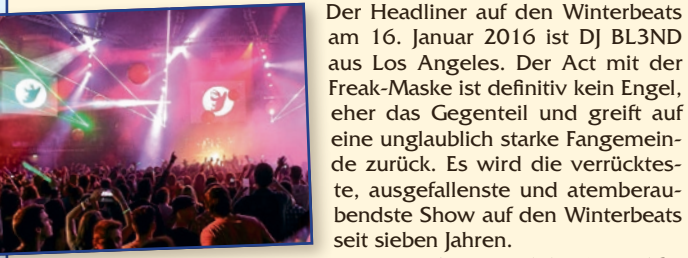 Der Headliner auf den Winterbeats
am 16. Januar 2016 ist DJ BL3ND
aus Los Angeles. Der Act mit der
Freak-Maske ist definitiv kein Engel,
eher das Gegenteil und greift auf
eine unglaublich starke Fangemein-
de zurück. Es wird die verrücktes-
te, ausgefallenste und atemberau-
bendste Show auf den Winterbeats
seit sieben Jahren.